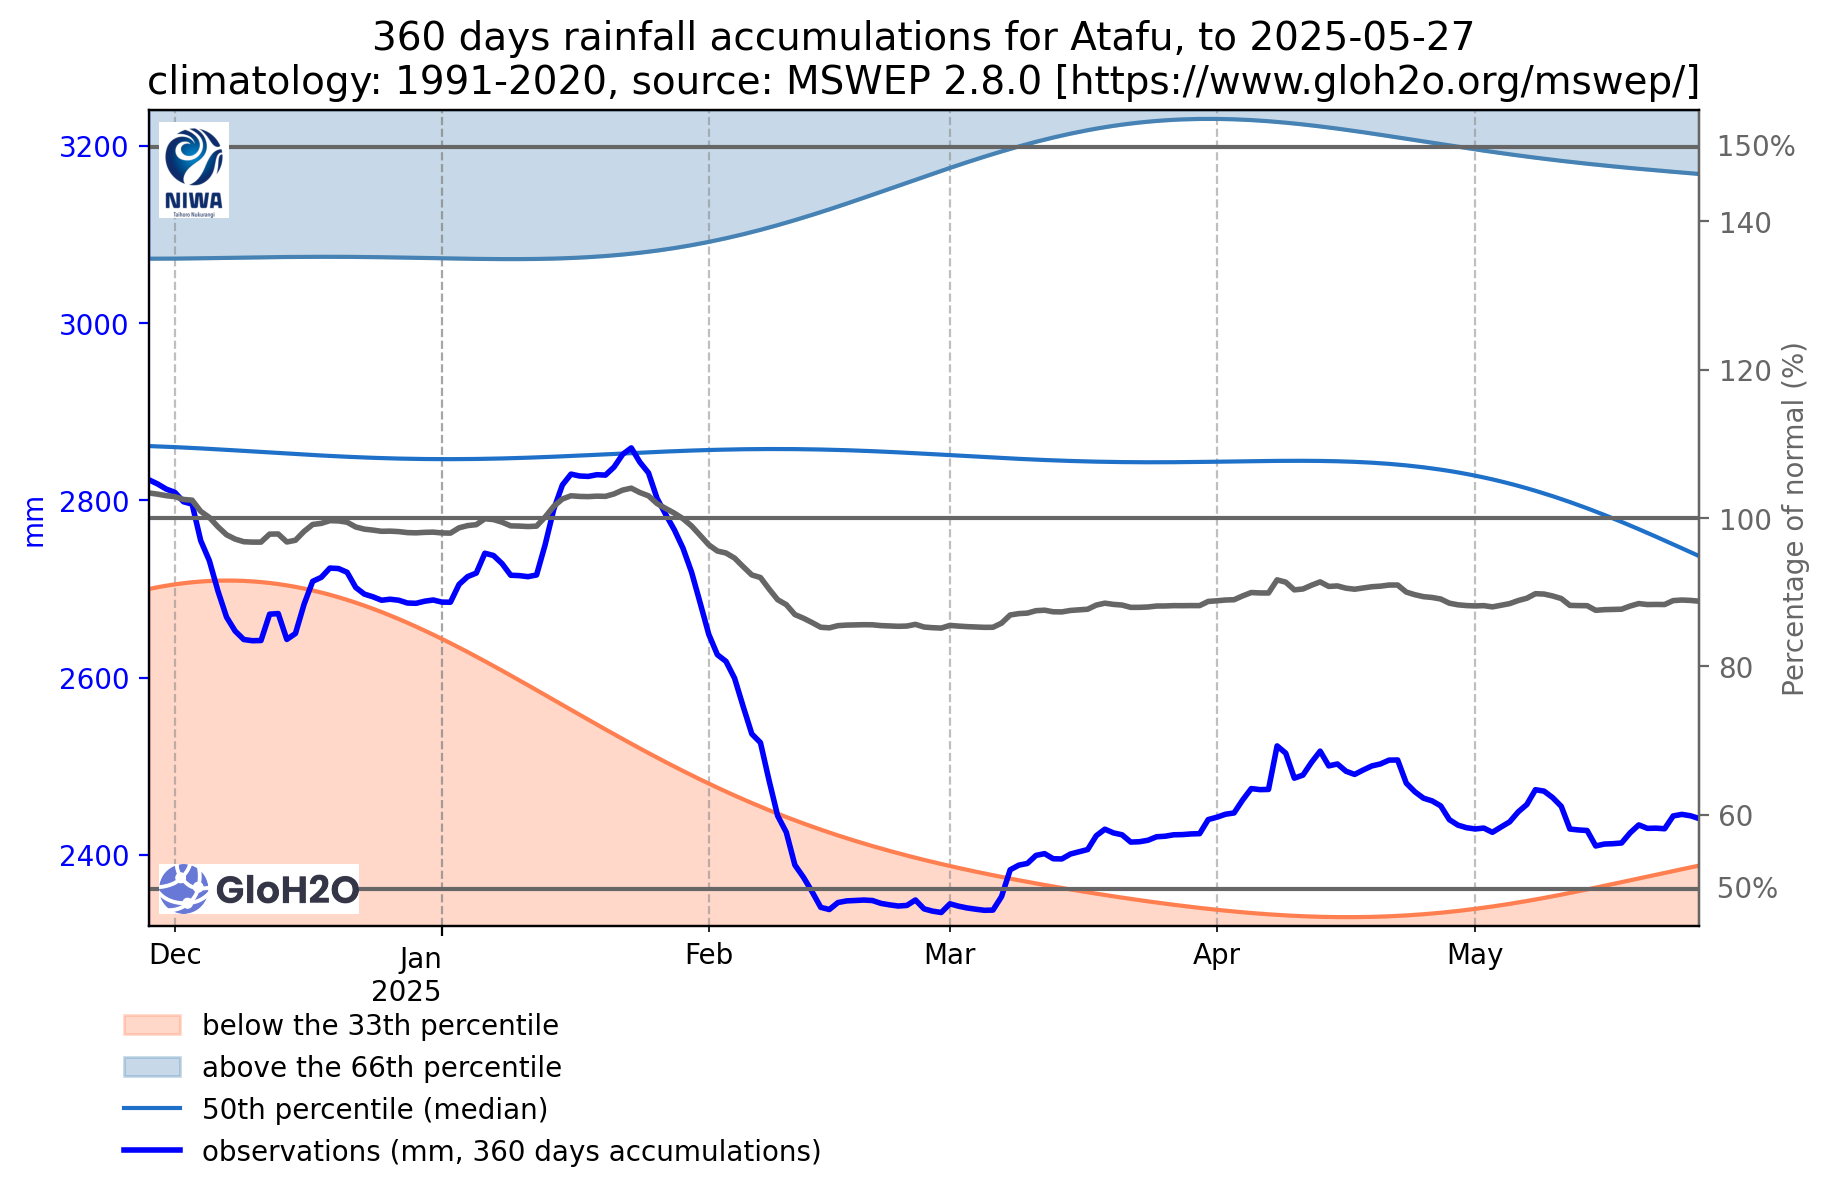 360 days rainfall accumulations for Atafu, to 2025-05-27
climatology: 1991-2020, source: MSWEP 2.8.0 [https://www.gloh2o.org/mswep/]
NIWA
Taihoro Nukurangi
3200
3000
2800
2600
2400
mm
150%
140
120
100
80
60
50%
Percentage of normal (%)
GloH2O
Dec
Jan
2025
Feb
Mar
Apr
May
below the 33th percentile
above the 66th percentile
50th percentile (median)
observations (mm, 360 days accumulations)